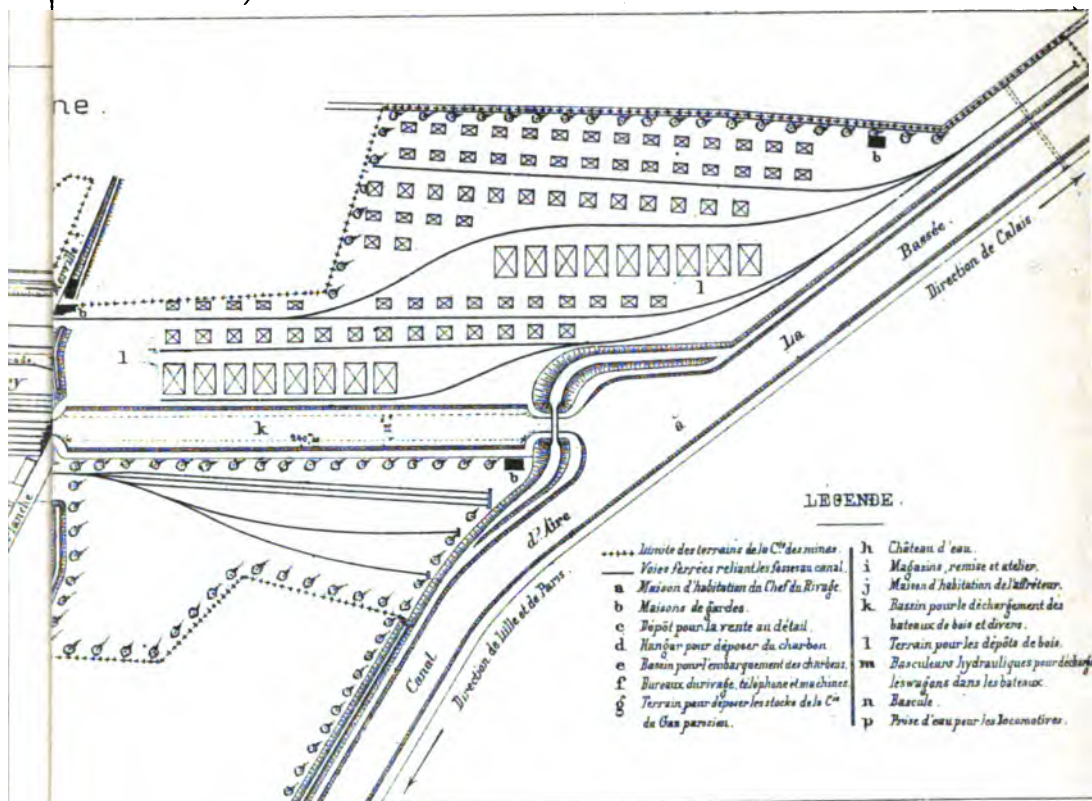 ne.
b
l
Bassée.
Direction de Calais
La
b
l
à
k
240,m
b
d'Aire
Direction de Lille et de Paris.
Canal
LEGENDE.
Limite des terrains de la Cie des mines.
Voies ferrées reliant les fosses au canal.
a Maison d'habitation du Chef du Rivage.
b Maisons de gardes.
c Dépôt pour la vente au détail.
d Hangar pour déposer du charbon
e Bassin pour l'embarquement des charbons.
f Bureaux du rivage, téléphone et machines.
g Terrain pour déposer les stocks de la Cie
du Gaz parisien.
h Château d'eau.
i Magasins, remise et atelier.
j Maison d'habitation de l'affréteur.
k Bassin pour le déchargement des
bateaux de bois et divers.
l Terrain pour les dépôts de bois.
m Basculeurs hydrauliques pour décharg
les wagons dans les bateaux.
n Bascule.
p Prise d'eau pour les locomotives.